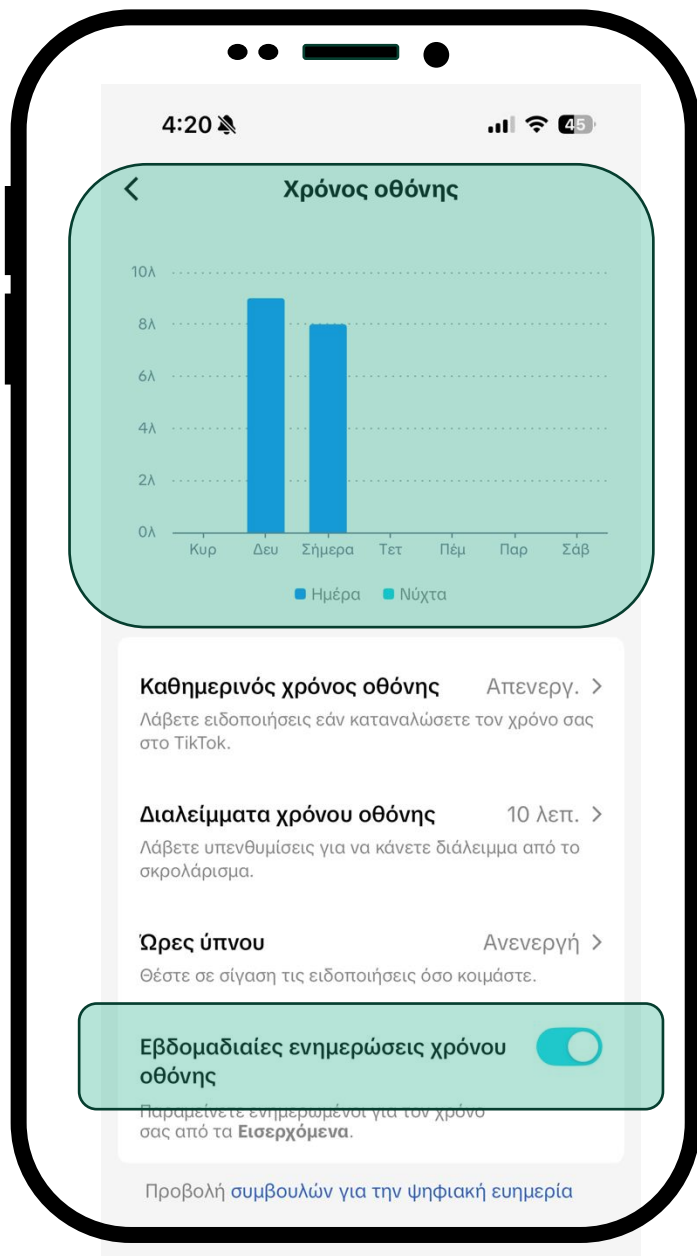 4:20
45
Χρόνος οθόνης
10λ
8λ
6λ
4λ
2λ
0λ
Κυρ Δευ Σήμερα Τετ Πέμ Παρ Σάβ
Ημέρα Νύχτα
Καθημερινός χρόνος οθόνης Απενεργ.
Λάβετε ειδοποιήσεις εάν καταναλώσετε τον χρόνο σας
στο TikTok.
Διαλείμματα χρόνου οθόνης 10 λεπ.
Λάβετε υπενθυμίσεις για να κάνετε διάλειμμα από το
σκρολάρισμα.
Ώρες ύπνου Ανενεργή
Θέστε σε σίγαση τις ειδοποιήσεις όσο κοιμάστε.
Εβδομαδιαίες ενημερώσεις χρόνου
οθόνης
Παραμείνετε ενημερωμένοι για τον χρόνο
σας από τα Εισερχόμενα.
Προβολή συμβουλών για την ψηφιακή ευημερία